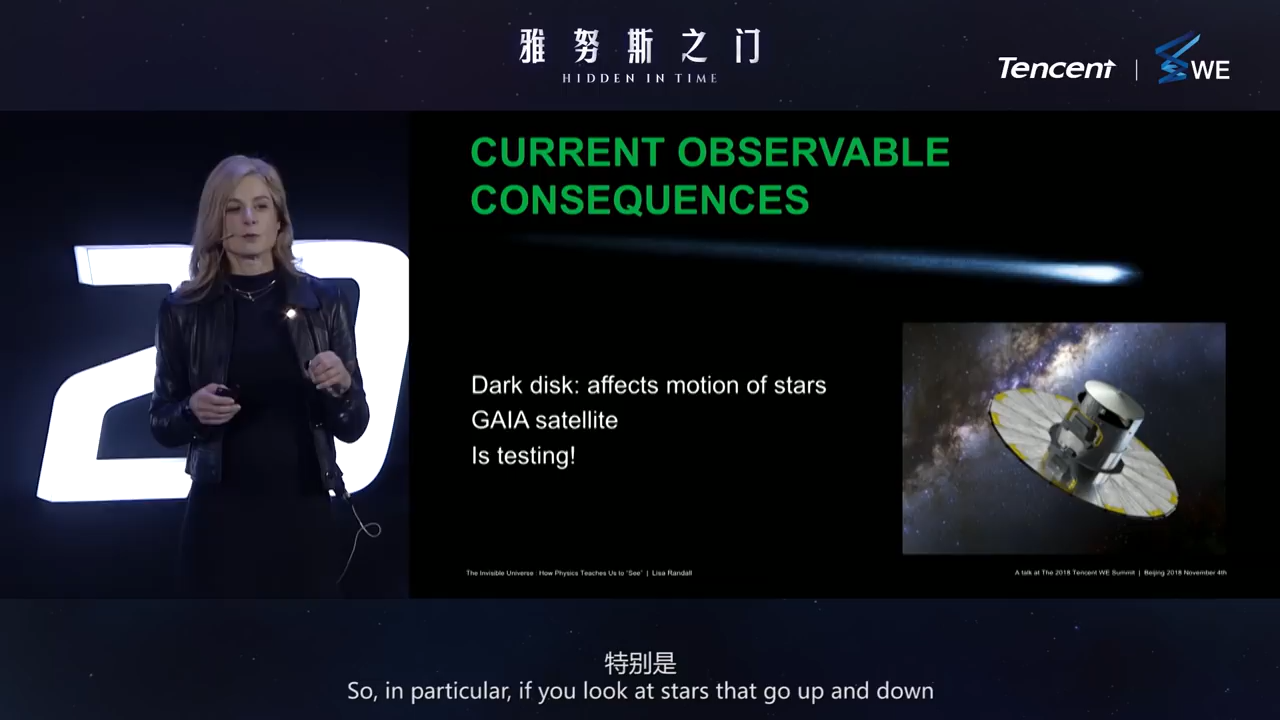 雅努斯之门
HIDDEN IN TIME
Tencent | WE
CURRENT OBSERVABLE
CONSEQUENCES
Dark disk: affects motion of stars
GAIA satellite
Is testing!
The Invisible Universe : How Physics Teaches Us to "See" | Lisa Randall
A talk at The 2018 Tencent WE Summit | Beijing 2018 November 4th
特别是
So, in particular, if you look at stars that go up and down